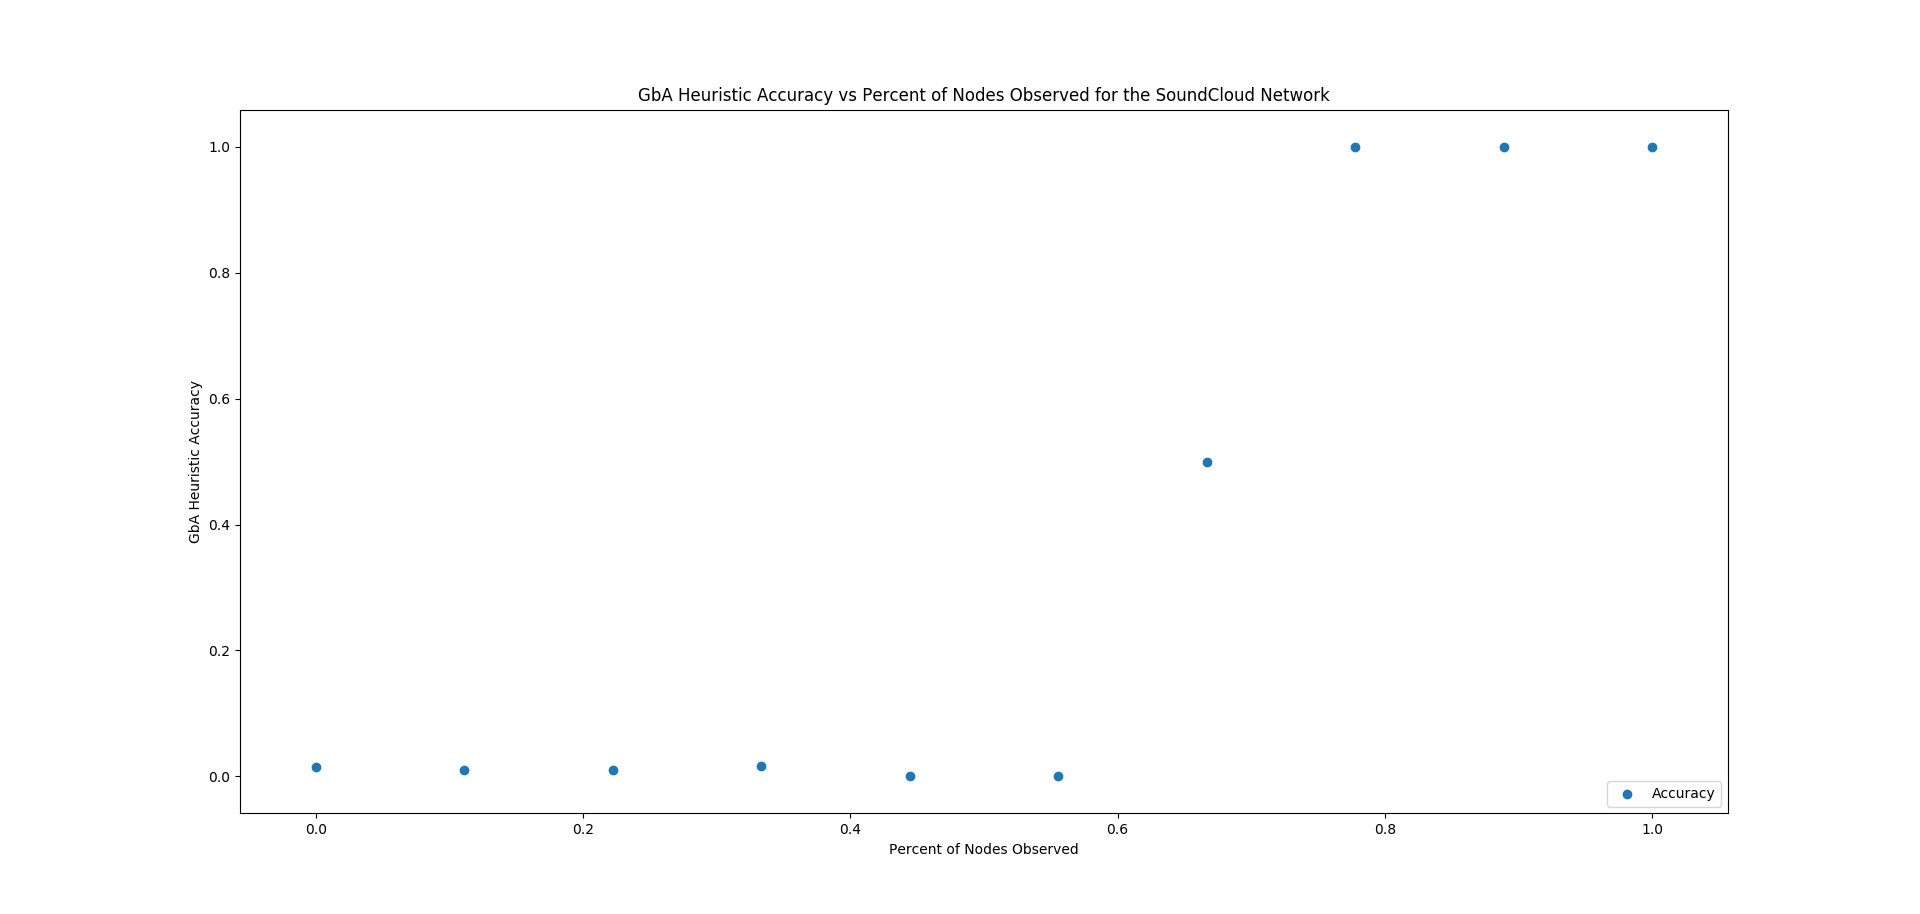 GbA Heuristic Accuracy vs Percent of Nodes Observed for the SoundCloud Network
GbA Heuristic Accuracy
1.0
0.8
0.6
0.4
0.2
0.0
0.0 0.2 0.4 0.6 0.8 1.0
Percent of Nodes Observed
Accuracy